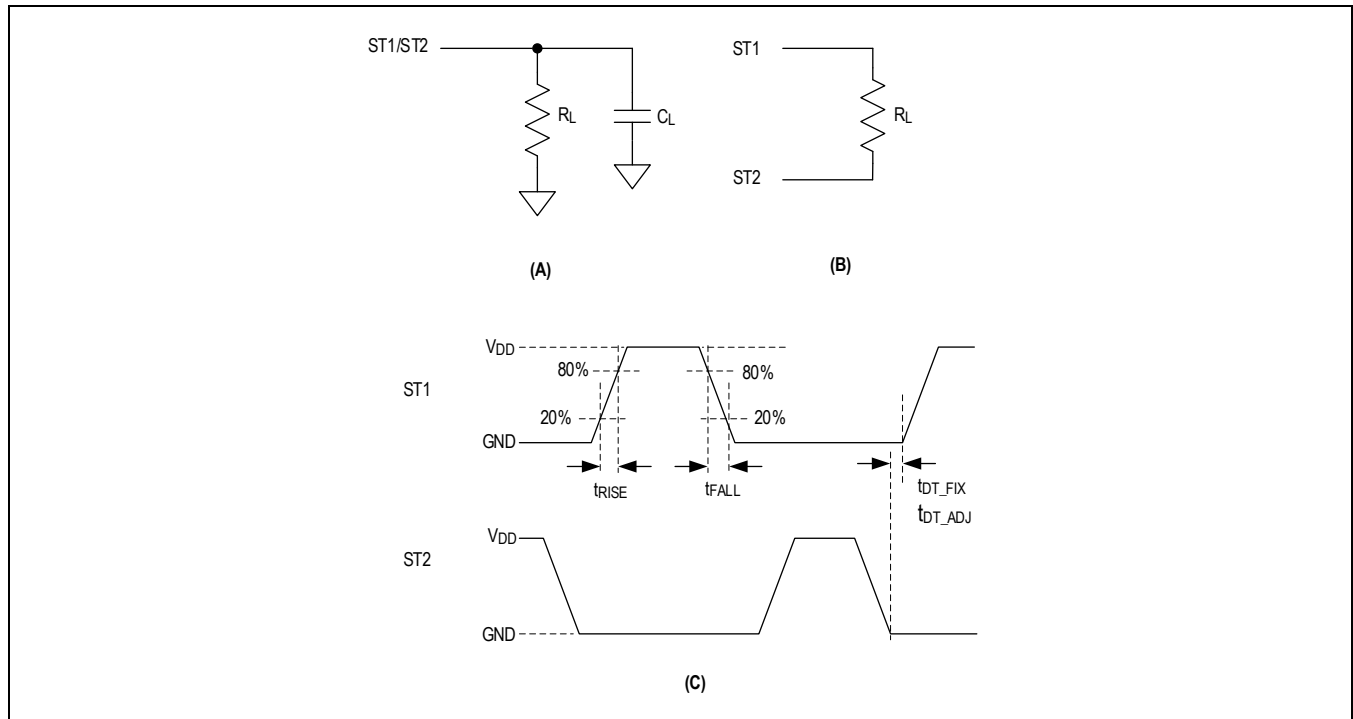 ST1/ST2
RL
CL
(A)
ST1
RL
ST2
(B)
VDD
80%
80%
ST1
20%
20%
GND
tRISE
tFALL
tDT_FIX
tDT_ADJ
VDD
ST2
GND
(C)